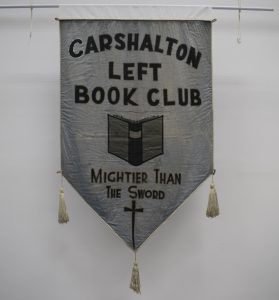 CARSHALTON
LEFT
BOOK CLUB
MIGHTIER THAN
THE SWORD